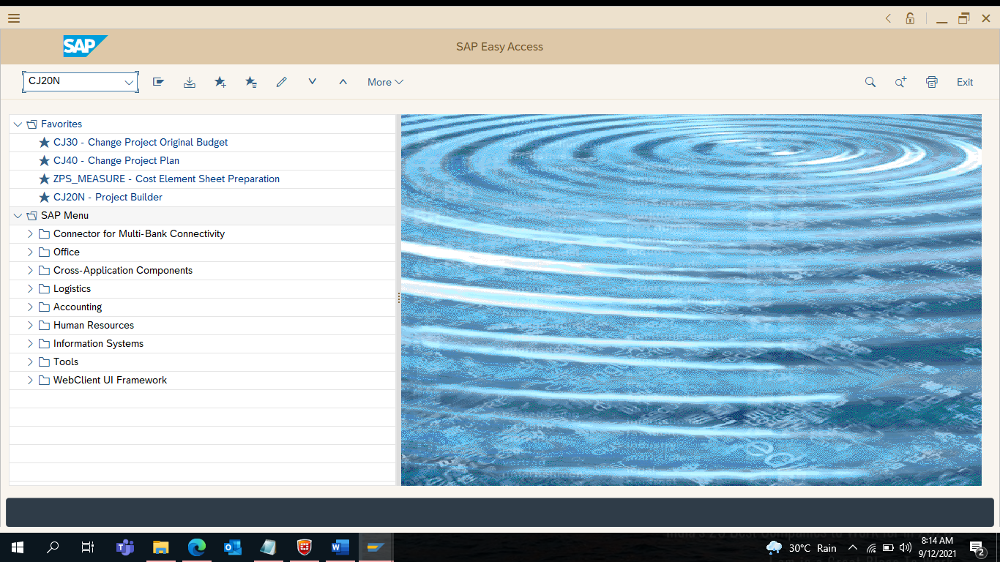 SAP
SAP Easy Access
CJ20N
More
Exit
Favorites
CJ30 - Change Project Original Budget
CJ40 - Change Project Plan
ZPS_MEASURE - Cost Element Sheet Preparation
CJ20N - Project Builder
SAP Menu
Connector for Multi-Bank Connectivity
Office
Cross-Application Components
Logistics
Accounting
Human Resources
Information Systems
Tools
WebClient UI Framework
30°C Rain
8:14 AM
9/12/2021
2